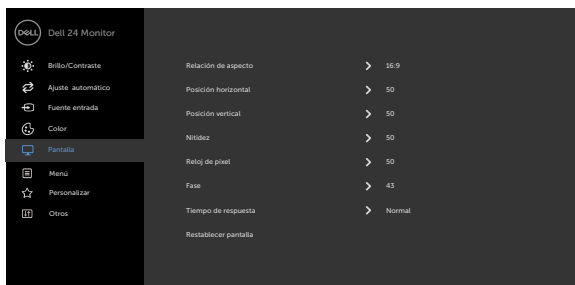 DELL Dell 24 Monitor
Brillo/Contraste
Ajuste automático
Fuente entrada
Color
Pantalla
Menú
Personalizar
Otros
Relación de aspecto 16:9
Posición horizontal 50
Posición vertical 50
Nitidez 50
Reloj de píxel 50
Fase 43
Tiempo de respuesta Normal
Restablecer pantalla